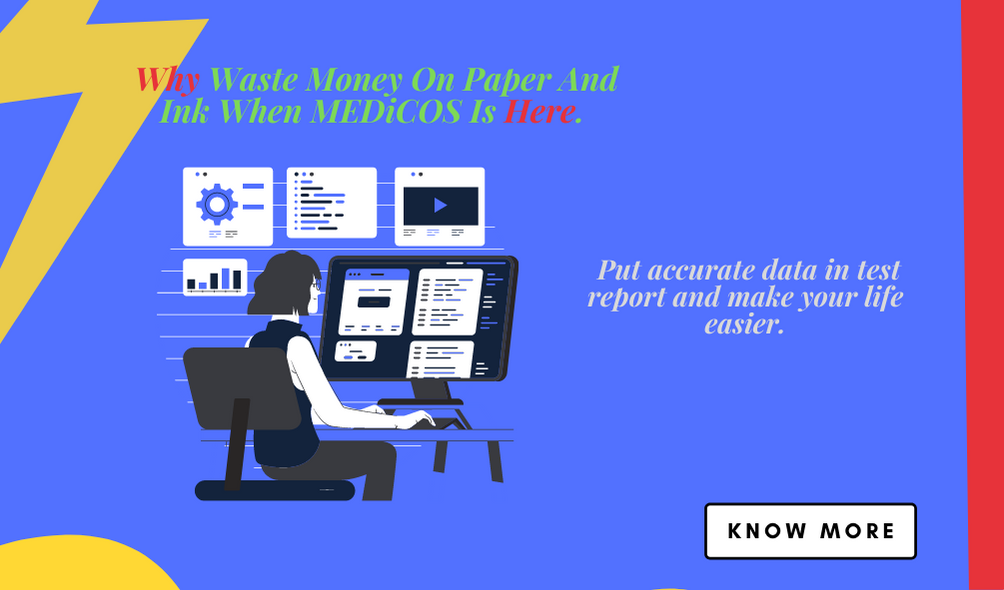 Why Waste Money On Paper And
Ink When MEDiCOS Is Here.
Put accurate data in test
report and make your life
easier.
KNOW MORE